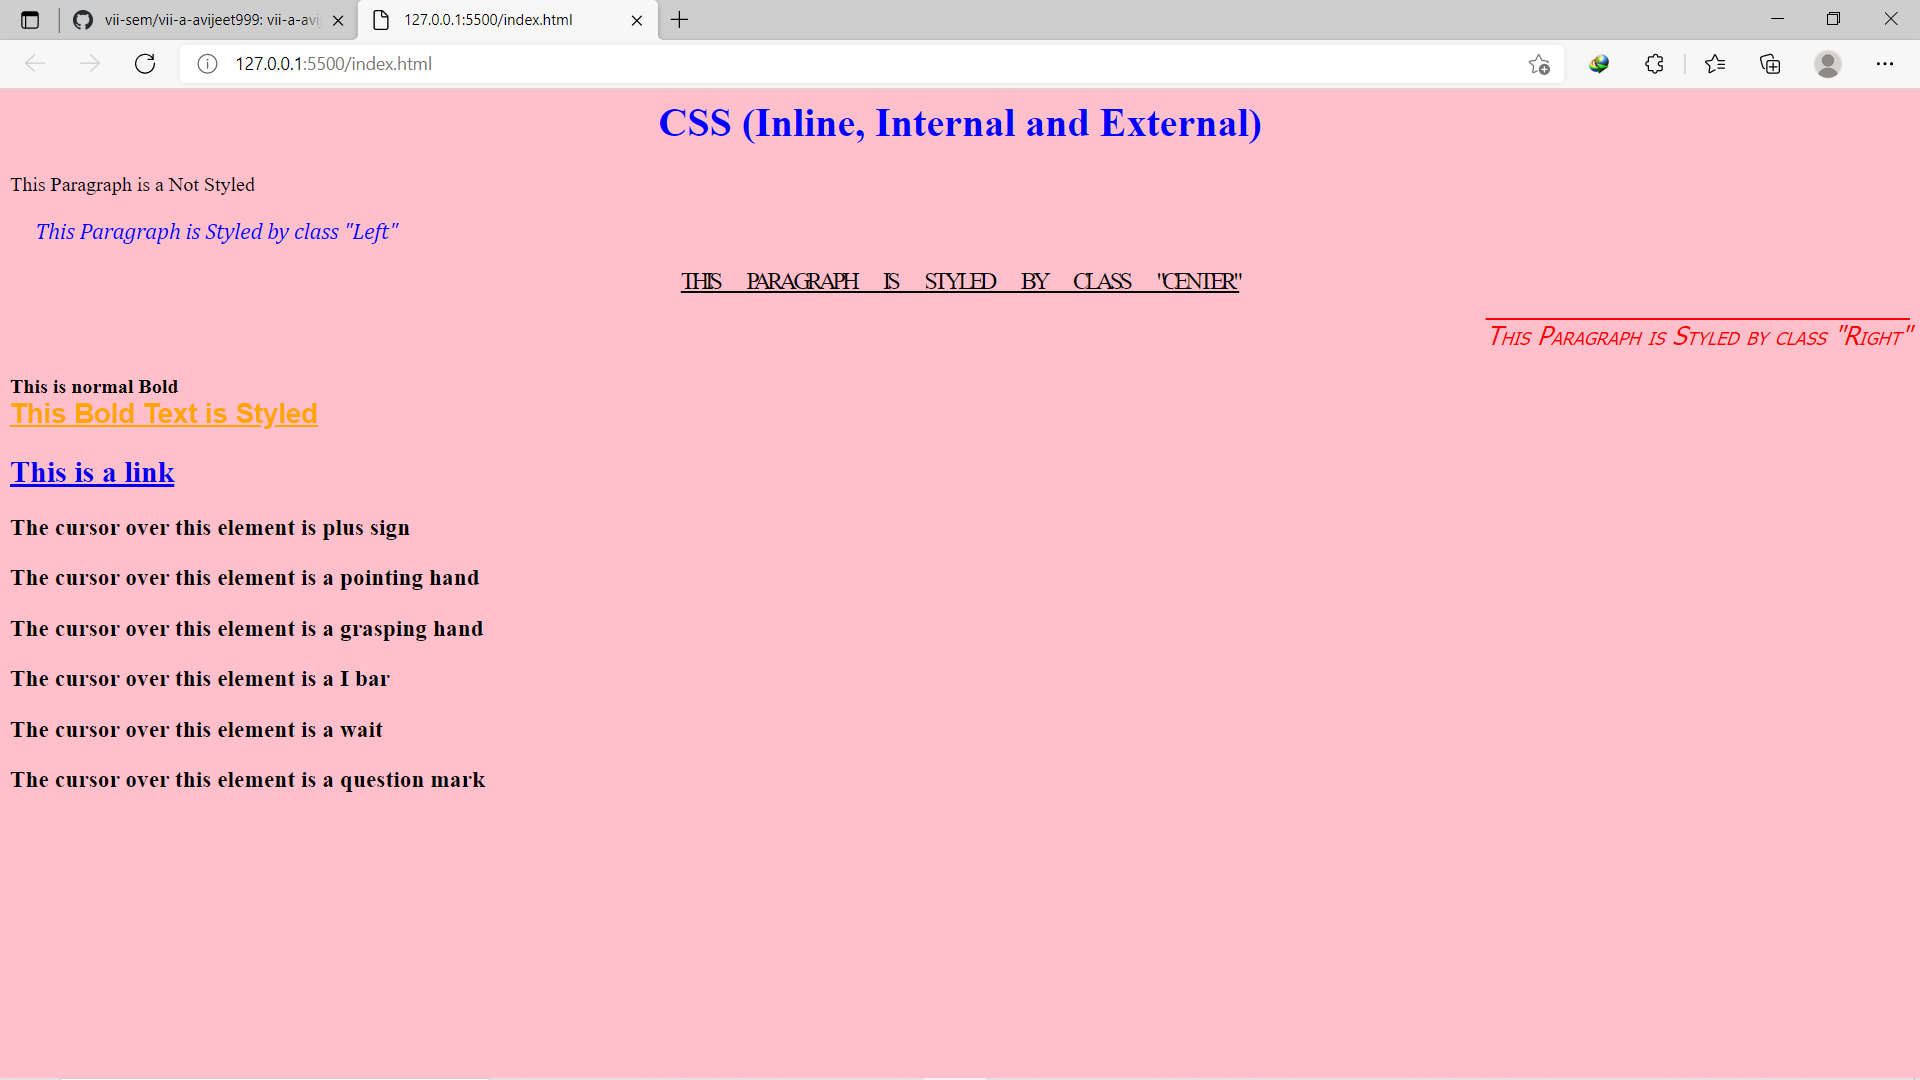 vii-sem/vii-a-avijeet999: vii-a-avi
127.0.0.1:5500/index.html
127.0.0.1:5500/index.html
CSS (Inline, Internal and External)
This Paragraph is a Not Styled
This Paragraph is Styled by class "Left"
THIS PARAGRAPH IS STYLED BY CLASS "CENTER"
This Paragraph is Styled by class "Right"
This is normal Bold
This Bold Text is Styled
This is a link
The cursor over this element is plus sign
The cursor over this element is a pointing hand
The cursor over this element is a grasping hand
The cursor over this element is a I bar
The cursor over this element is a wait
The cursor over this element is a question mark